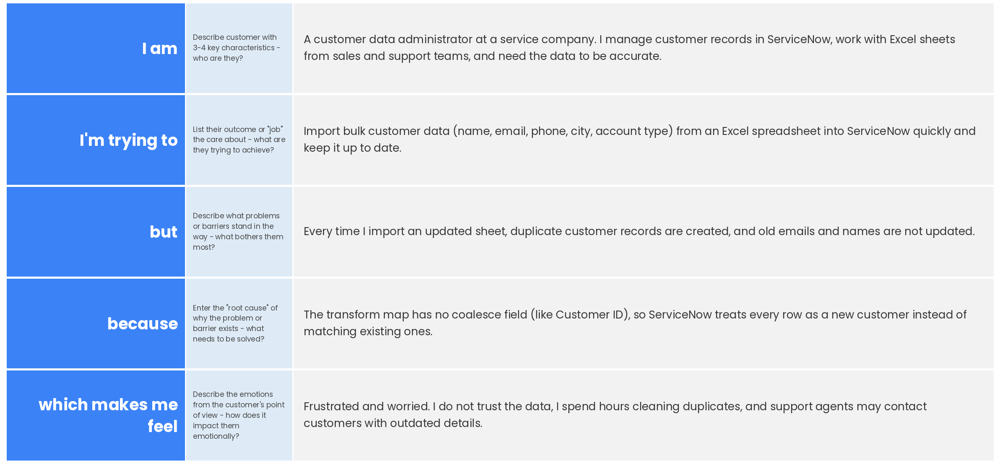 I am
Describe customer with
3-4 key characteristics -
who are they?
A customer data administrator at a service company. I manage customer records in ServiceNow, work with Excel sheets
from sales and support teams, and need the data to be accurate.
I'm trying to
List their outcome or "job"
the care about - what are
they trying to achieve?
Import bulk customer data (name, email, phone, city, account type) from an Excel spreadsheet into ServiceNow quickly and
keep it up to date.
but
Describe what problems
or barriers stand in the
way - what bothers them
most?
Every time I import an updated sheet, duplicate customer records are created, and old emails and names are not updated.
because
Enter the "root cause" of
why the problem or
barrier exists - what
needs to be solved?
The transform map has no coalesce field (like Customer ID), so ServiceNow treats every row as a new customer instead of
matching existing ones.
which makes me
feel
Describe the emotions
from the customer's point
of view - how does it
impact them
emotionally?
Frustrated and worried. I do not trust the data, I spend hours cleaning duplicates, and support agents may contact
customers with outdated details.